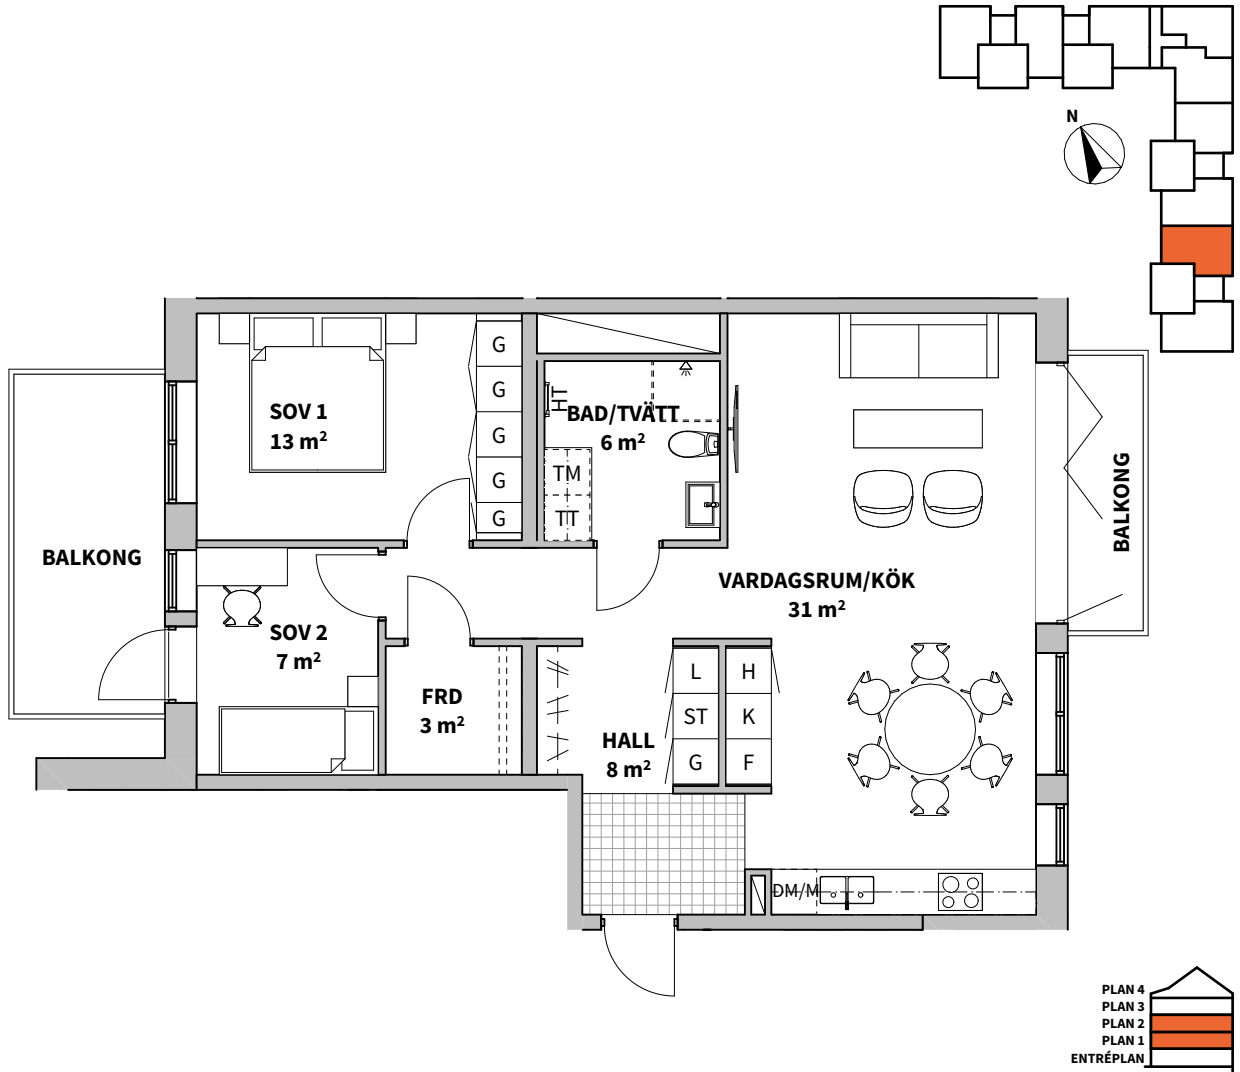 N
G
G
G
G
G
SOV 1
13 m²
HT
BAD/TVÄTT
6 m²
TM
TT
BALKONG
BALKONG
VARDAGSRUM/KÖK
31 m²
SOV 2
7 m²
FRD
3 m²
HALL
8 m²
L
ST
G
H
K
F
DM/M
PLAN 4
PLAN 3
PLAN 2
PLAN 1
ENTRÉPLAN